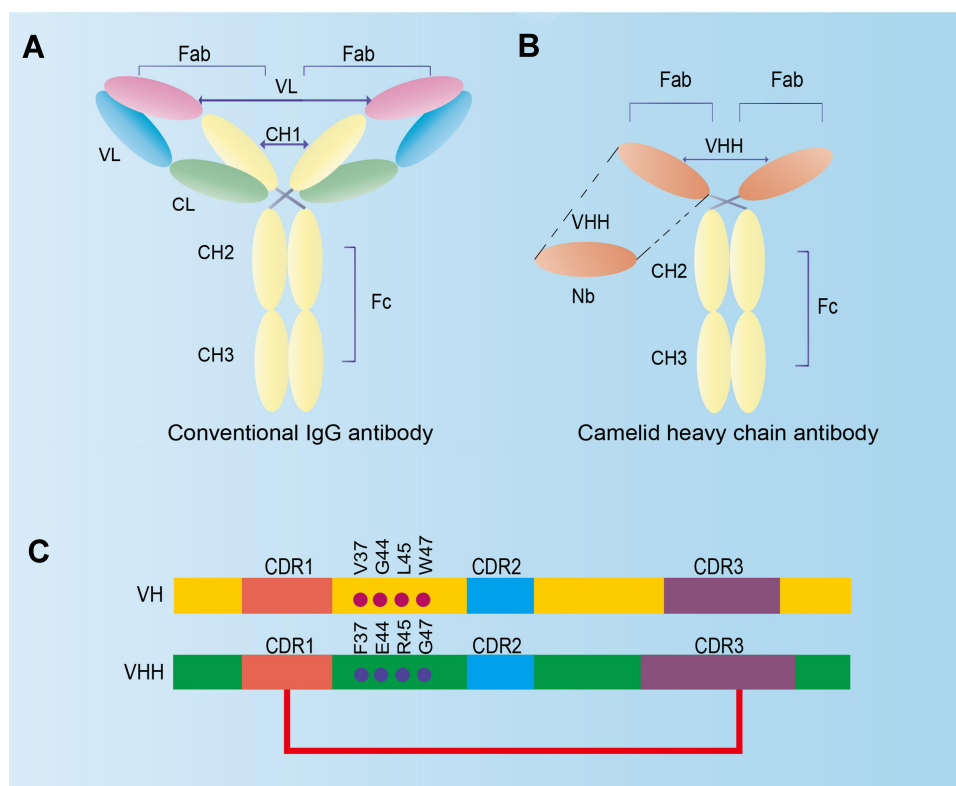 A
Fab
Fab
VL
CH1
VL
CL
CH2
Fc
CH3
Conventional IgG antibody
B
Fab
Fab
VHH
VHH
Nb
CH2
Fc
CH3
Camelid heavy chain antibody
C
CDR1
V37
G44
L45
W47
CDR2
CDR3
VH
CDR1
F37
E44
R45
G47
CDR2
CDR3
VHH